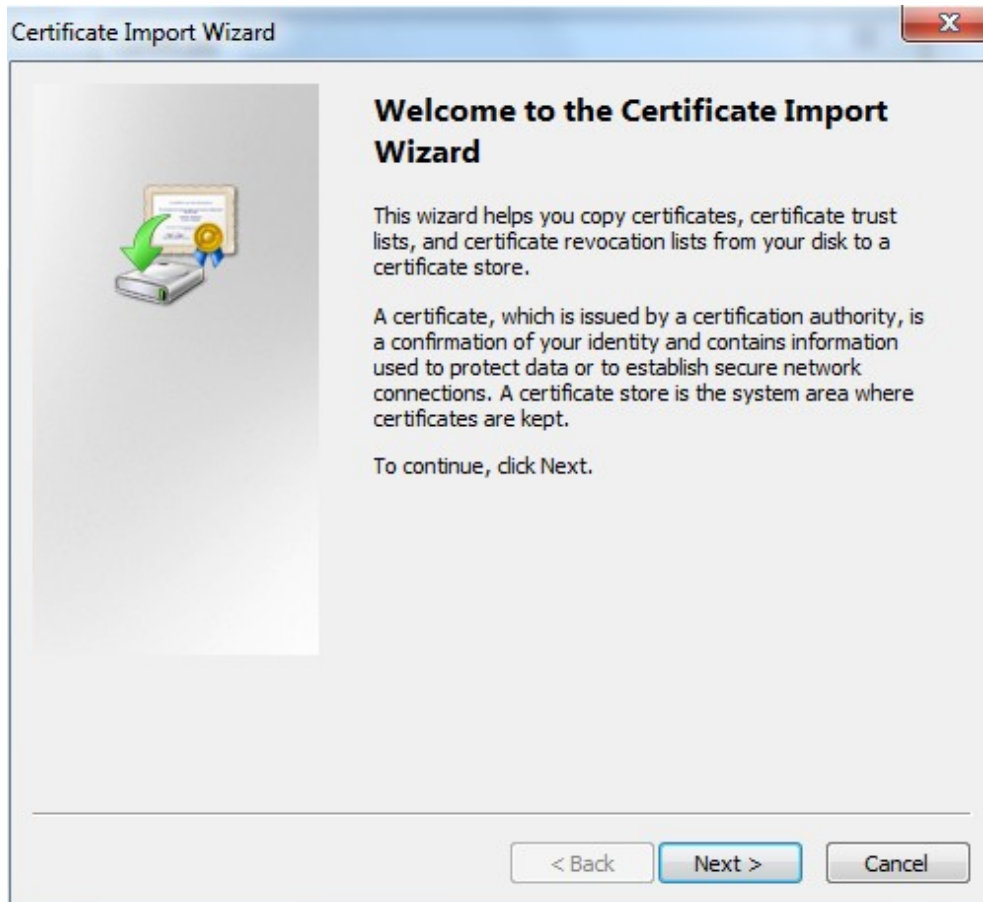 Certificate Import Wizard
Welcome to the Certificate Import
Wizard
This wizard helps you copy certificates, certificate trust
lists, and certificate revocation lists from your disk to a
certificate store.
A certificate, which is issued by a certification authority, is
a confirmation of your identity and contains information
used to protect data or to establish secure network
connections. A certificate store is the system area where
certificates are kept.
To continue, click Next.
< Back
Next >
Cancel